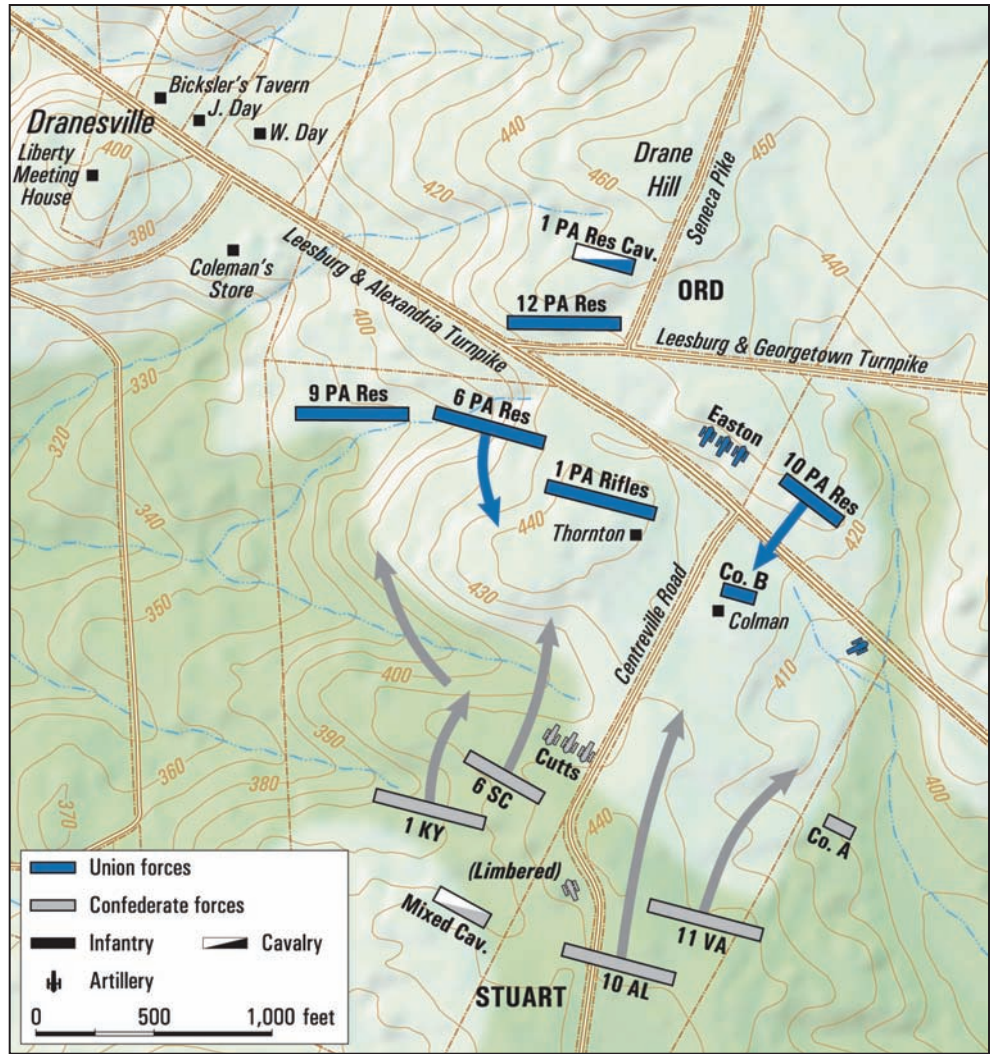 Bicksler's Tavern
J. Day
W. Day
Dranesville
Liberty
Meeting
House
400
380
Coleman's
Store
440
420
460
450
Drane
Hill
Seneca Pike
1 PA Res Cav.
ORD
440
12 PA Res
Leesburg & Alexandria Turnpike
Leesburg & Georgetown Turnpike
400
330
320
9 PA Res
6 PA Res
Easton
10 PA Res
1 PA Rifles
440
Thornton
420
340
Co. B
Colman
430
350
Centreville Road
410
400
390
Cutts
400
360
380
6 SC
370
1 KY
440
Co. A
(Limbered)
Mixed Cav.
11 VA
10 AL
STUART
Union forces
Confederate forces
Infantry
Cavalry
Artillery
0 500 1,000 feet